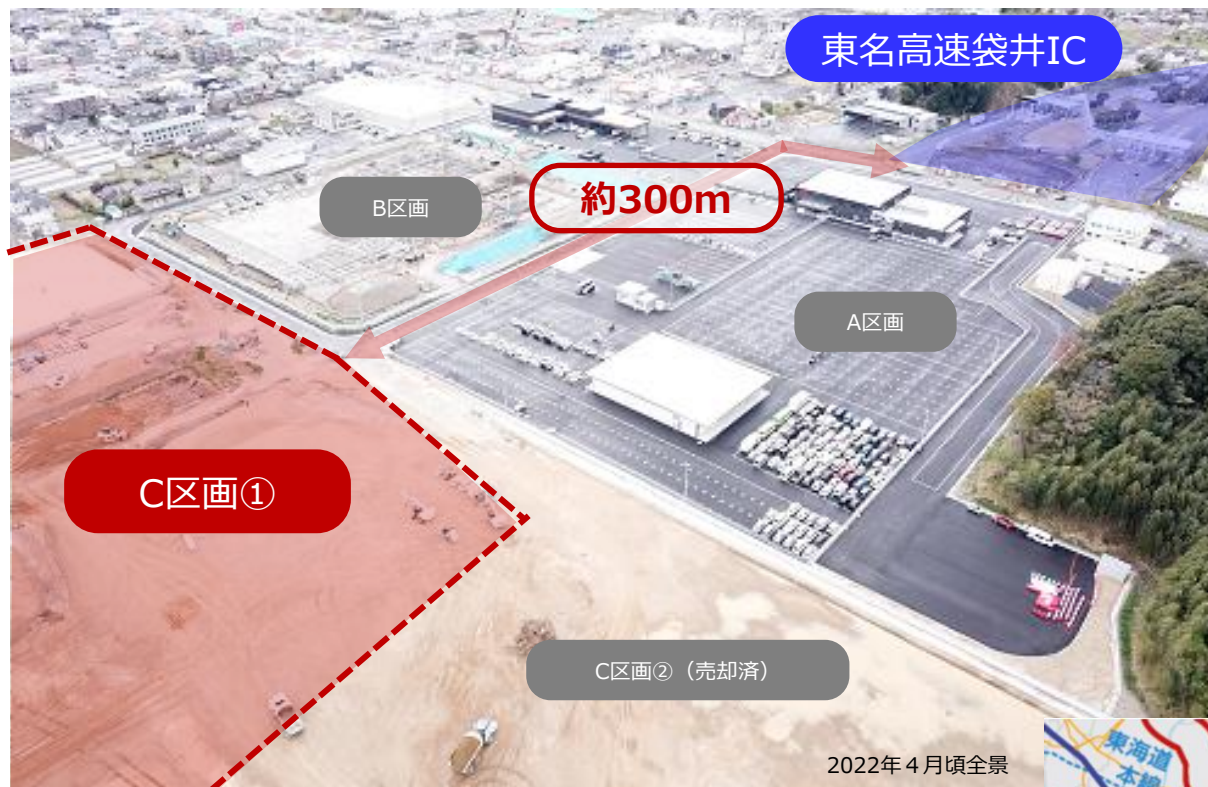 東名高速袋井IC
約300m
B区画
A区画
C区画①
C区画②（売却済）
2022年４月頃全景
東海道
本線